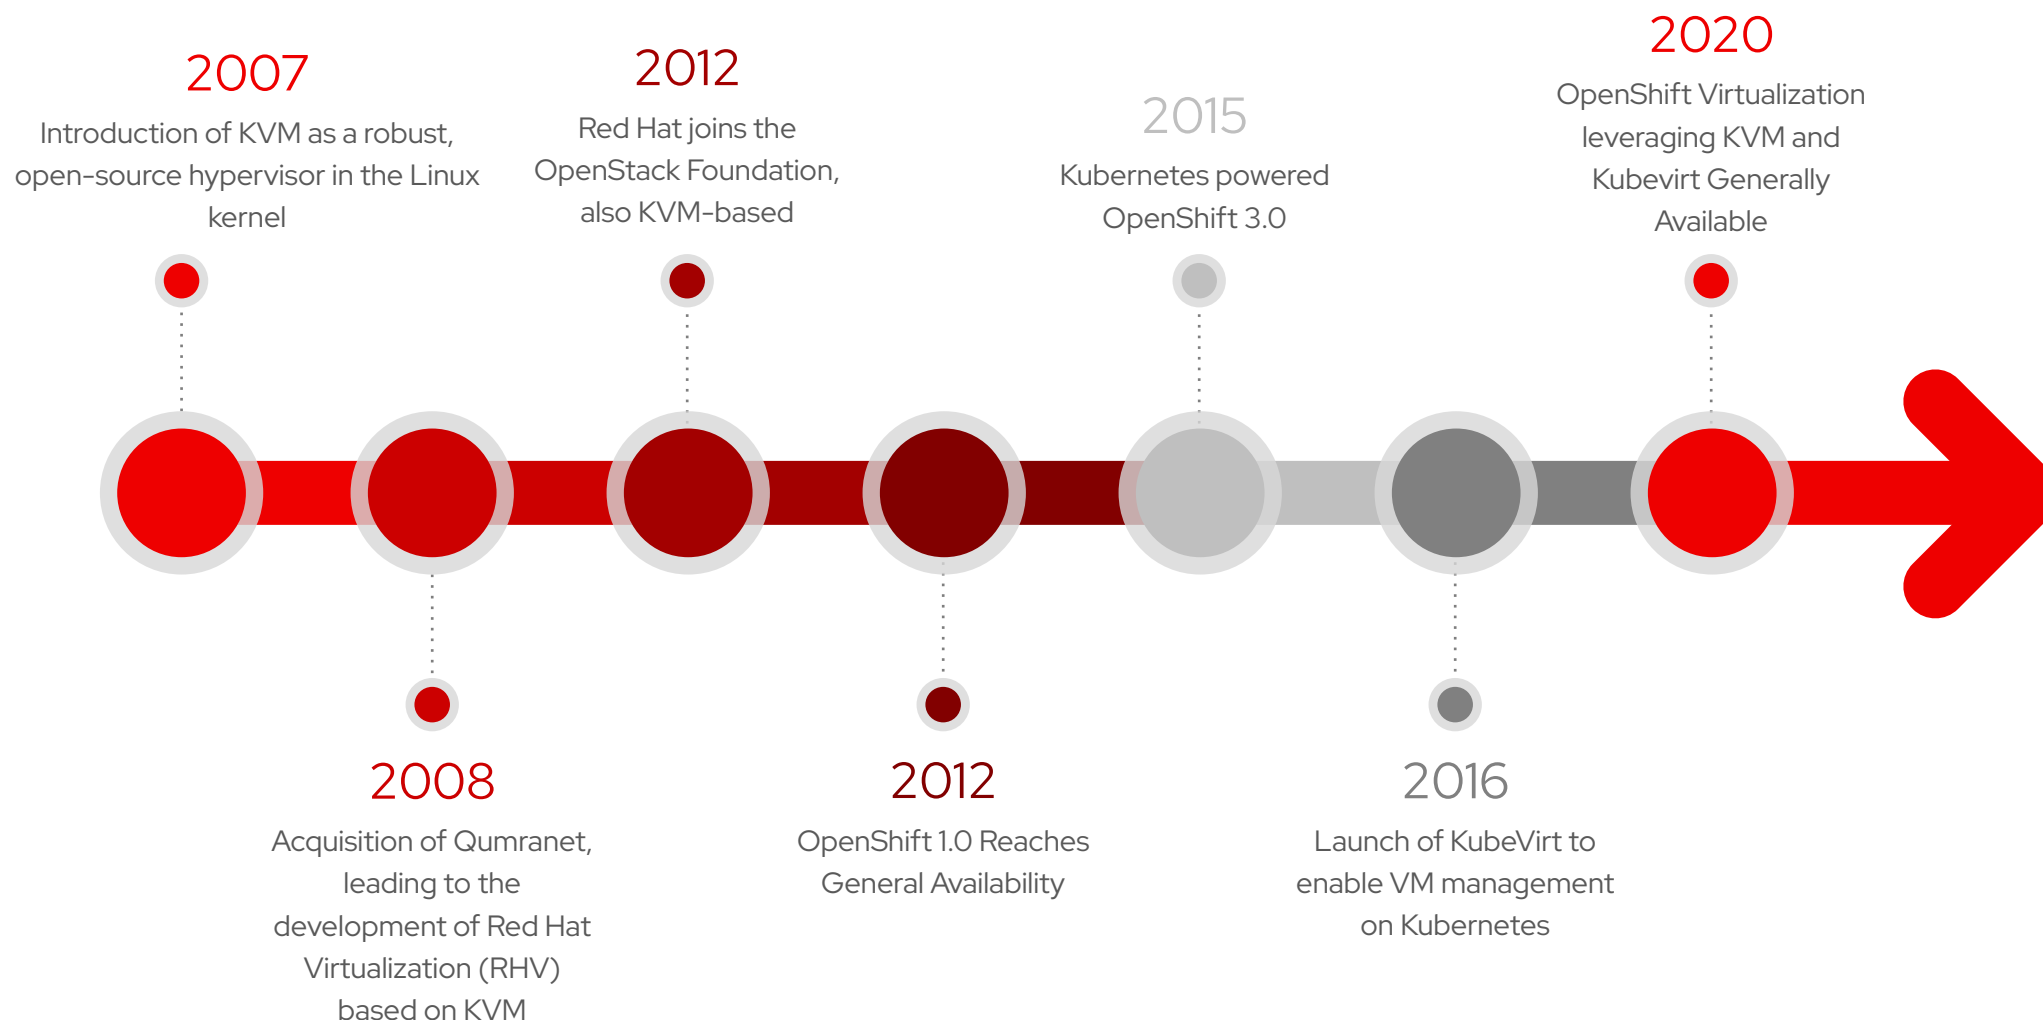 2007
Introduction of KVM as a robust,
open-source hypervisor in the Linux
kernel
2008
Acquisition of Qumranet,
leading to the
development of Red Hat
Virtualization (RHV)
based on KVM
2012
Red Hat joins the
OpenStack Foundation,
also KVM-based
2012
OpenShift 1.0 Reaches
General Availability
2015
Kubernetes powered
OpenShift 3.0
2016
Launch of KubeVirt to
enable VM management
on Kubernetes
2020
OpenShift Virtualization
leveraging KVM and
Kubevirt Generally
Available